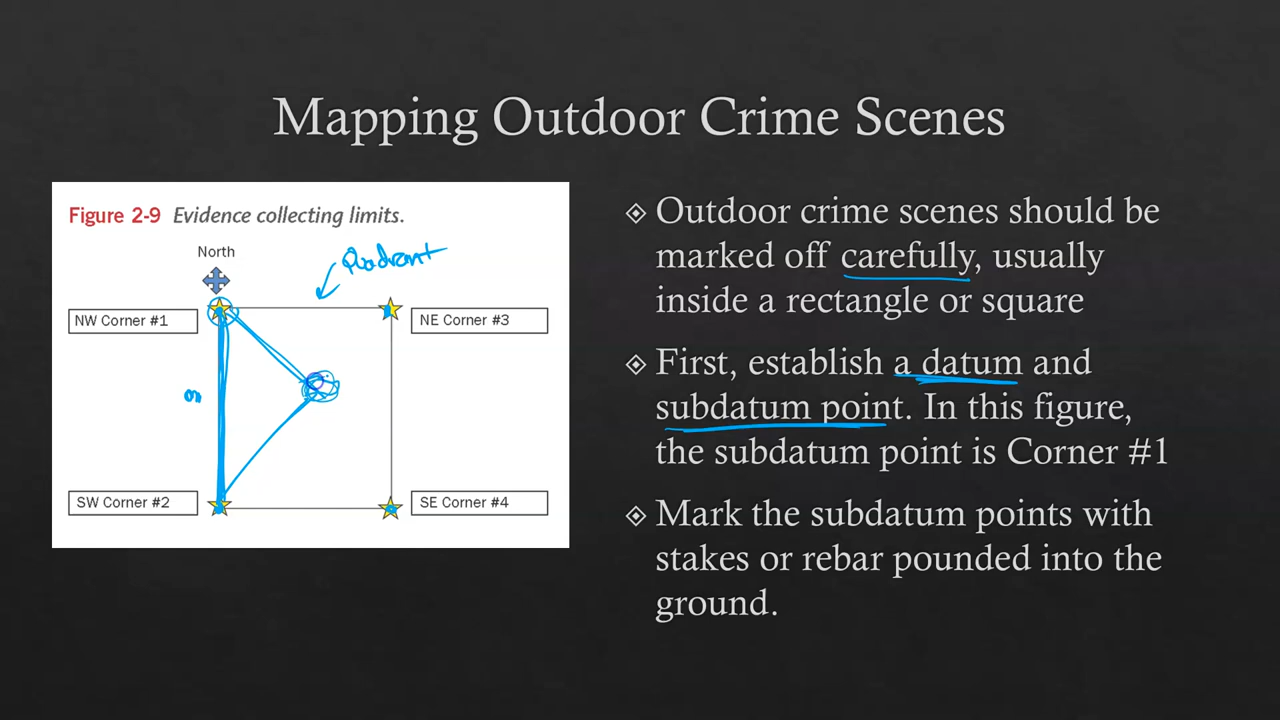 Mapping Outdoor Crime Scenes
Figure 2-9 Evidence collecting limits.
North
Quadrant
NW Corner #1
NE Corner #3
SW Corner #2
SE Corner #4
Outdoor crime scenes should be
marked off carefully, usually
inside a rectangle or square
First, establish a datum and
subdatum point. In this figure,
the subdatum point is Corner #1
Mark the subdatum points with
stakes or rebar pounded into the
ground.